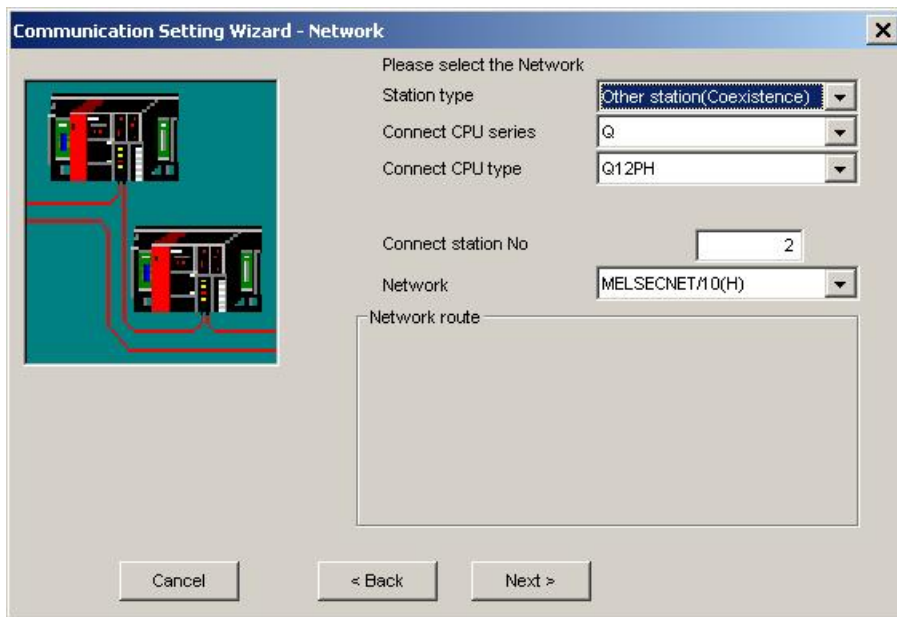 Communication Setting Wizard - Network
Please select the Network
Station type Other station(Coexistence)
Connect CPU series Q
Connect CPU type Q12PH
Connect station No 2
Network MELSECNET/10(H)
Network route
Cancel < Back Next >